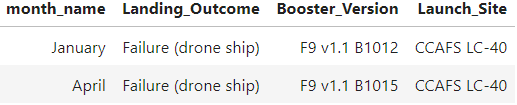 month_name Landing_Outcome Booster_Version Launch_Site
January Failure (drone ship) F9 v1.1 B1012 CCAFS LC-40
April Failure (drone ship) F9 v1.1 B1015 CCAFS LC-40